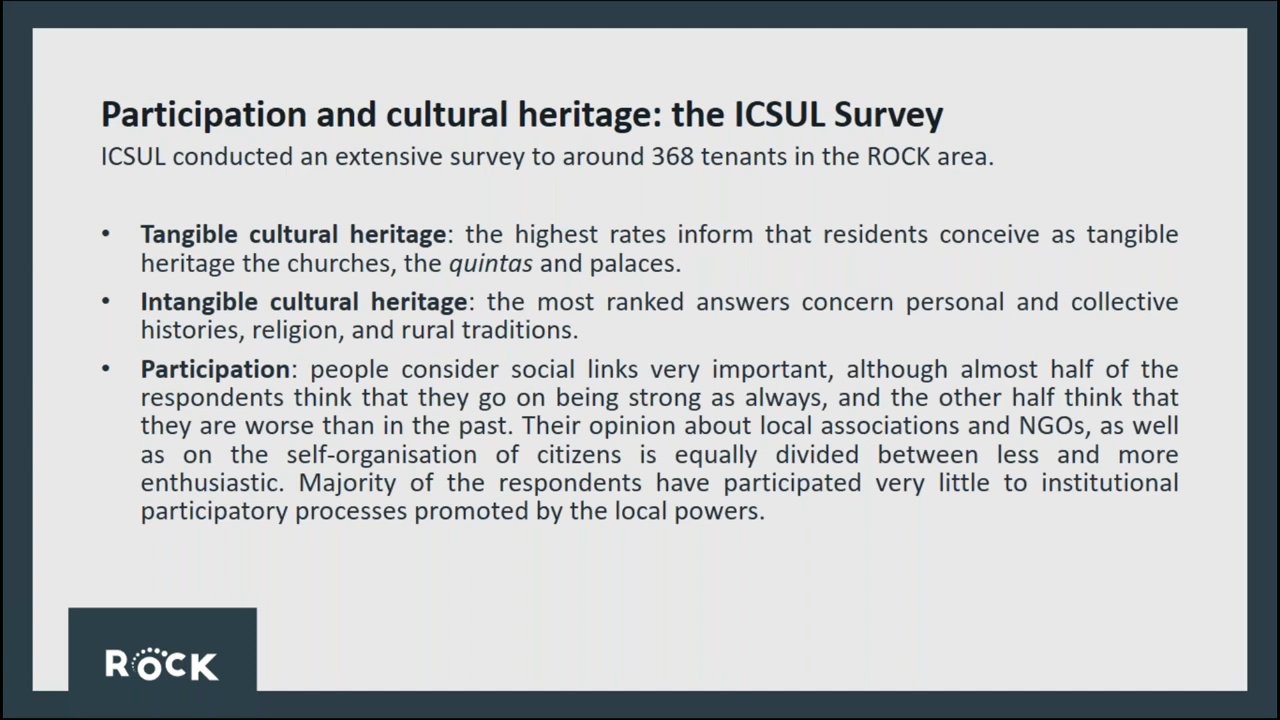 Participation and cultural heritage: the ICSUL Survey
ICSUL conducted an extensive survey to around 368 tenants in the ROCK area.
• Tangible cultural heritage: the highest rates inform that residents conceive as tangible
heritage the churches, the quintas and palaces.
• Intangible cultural heritage: the most ranked answers concern personal and collective
histories, religion, and rural traditions.
• Participation: people consider social links very important, although almost half of the
respondents think that they go on being strong as always, and the other half think that
they are worse than in the past. Their opinion about local associations and NGOs, as well
as on the self-organisation of citizens is equally divided between less and more
enthusiastic. Majority of the respondents have participated very little to institutional
participatory processes promoted by the local powers.
ROCK